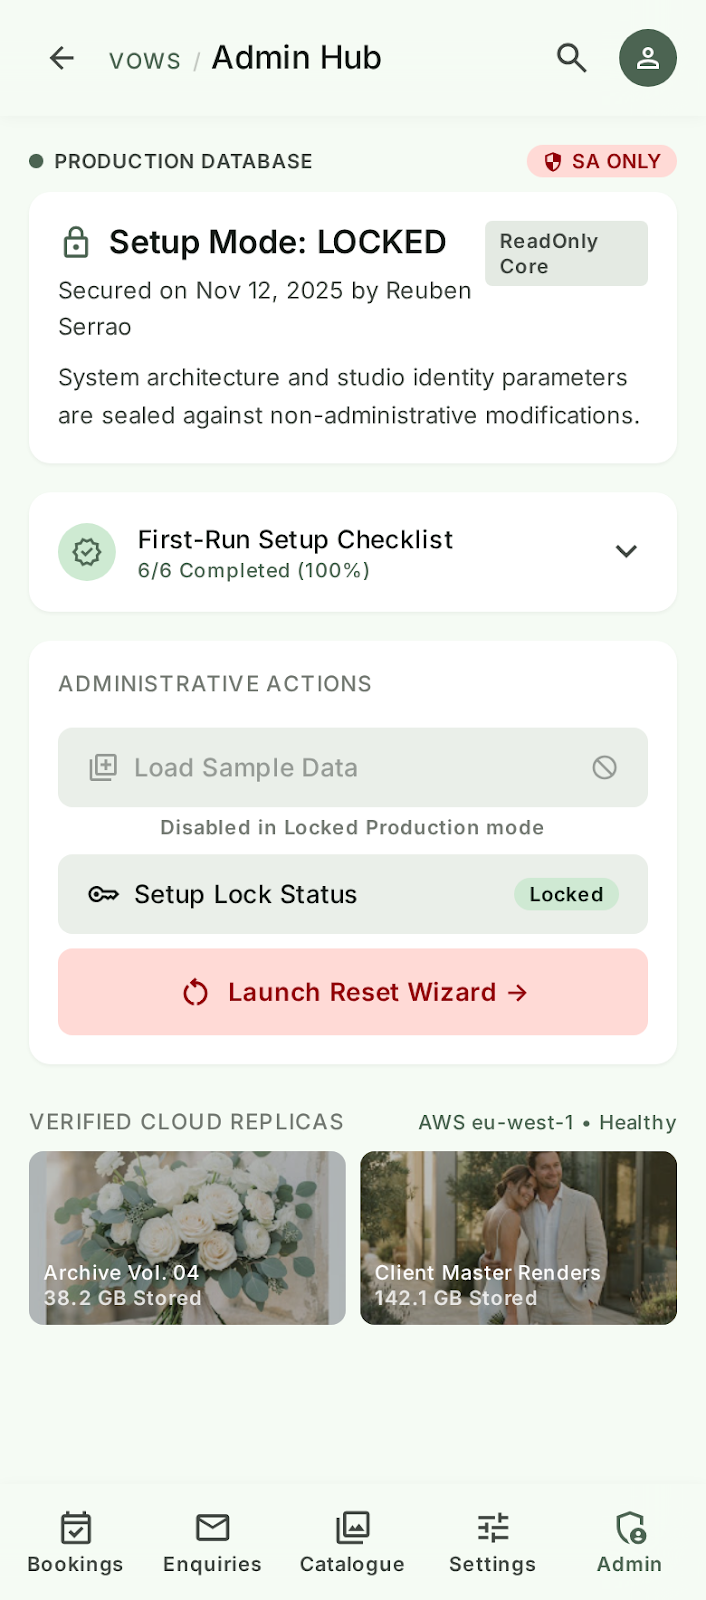 VOWS / Admin Hub
PRODUCTION DATABASE
SA ONLY
Setup Mode: LOCKED
ReadOnly
Core
Secured on Nov 12, 2025 by Reuben
Serrao
System architecture and studio identity parameters
are sealed against non-administrative modifications.
First-Run Setup Checklist
6/6 Completed (100%)
ADMINISTRATIVE ACTIONS
Load Sample Data
Disabled in Locked Production mode
Setup Lock Status
Locked
Launch Reset Wizard →
VERIFIED CLOUD REPLICAS
AWS eu-west-1 • Healthy
Archive Vol. 04
38.2 GB Stored
Client Master Renders
142.1 GB Stored
Bookings
Enquiries
Catalogue
Settings
Admin